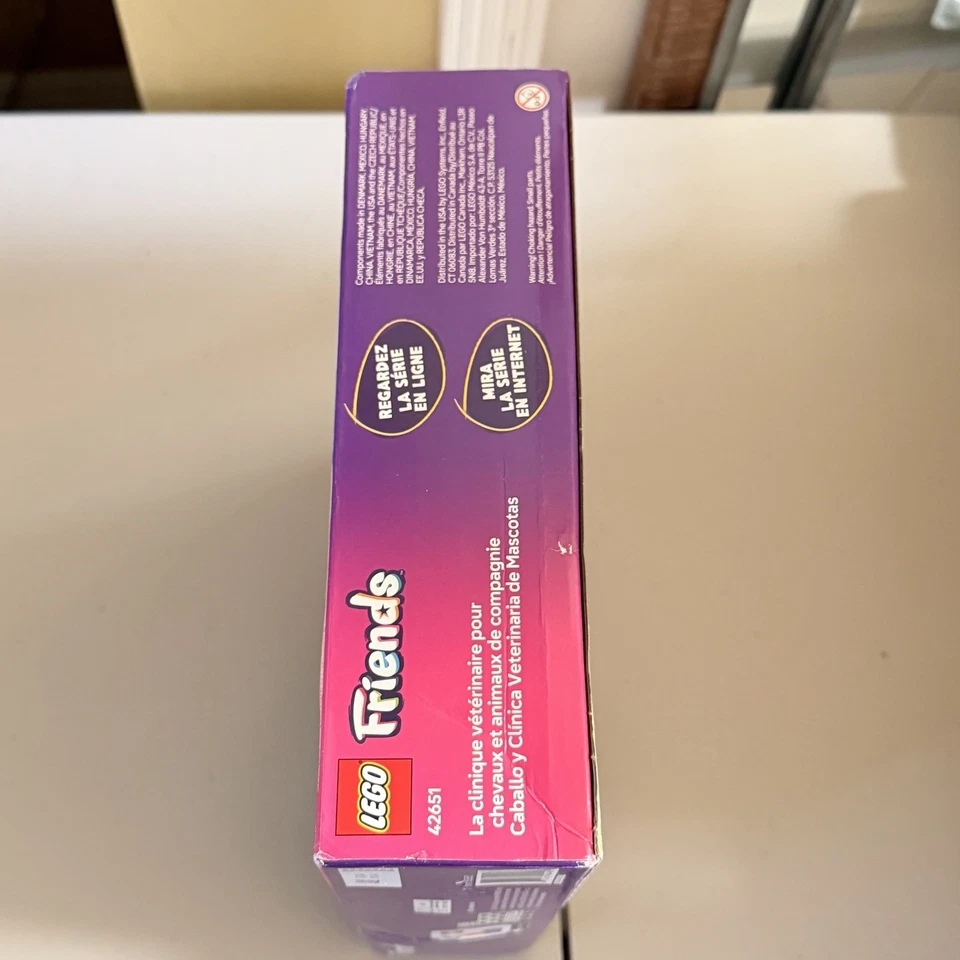 LEGO
Friends
42651
La clinique vétérinaire pour
chevaux et animaux de compagnie
Caballo y Clínica Veterinaria de Mascotas
REGARDEZ
LA SÉRIE
EN LIGNE
MIRA
LA SERIE
EN INTERNET
Components made in DENMARK, MEXICO, HUNGARY,
CHINA, VIETNAM, the USA and the CZECH REPUBLIC/
Éléments fabriqués au DANEMARK, au MEXIQUE, en
HONGRIE, en CHINE, au VIETNAM, aux ÉTATS-UNIS et
en RÉPUBLIQUE TCHÈQUE/Componentes hechos en
DINAMARCA, MÉXICO, HUNGRÍA, CHINA, VIETNAM,
EE.UU. y REPÚBLICA CHECA.
Distributed in the USA by LEGO Systems, Inc., Enfield,
CT 06083. Distributed in Canada by/Distribué au
Canada par LEGO Canada Inc., Markham, Ontario L3R
5N8. Importado por: LEGO México S.A. de C.V., Paseo
Alexander Von Humboldt 43-A, Torre II PB Col.
Lomas Verdes 3ª sección, C.P. 53125 Naucalpan de
Juárez, Estado de México, México.
Warning! Choking hazard. Small parts.
Attention ! Danger d'étouffement. Petits éléments.
¡Advertencia! Peligro de atragantamiento. Partes pequeñas.